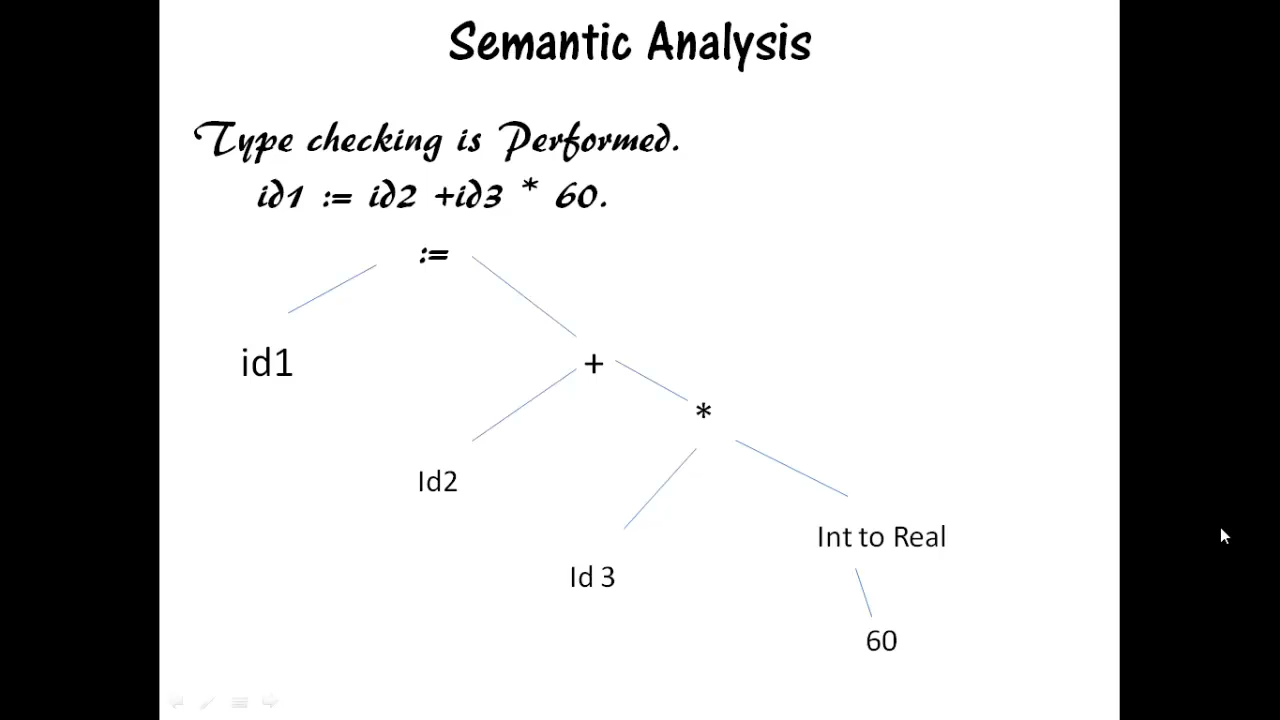 Semantic Analysis
Type checking is Performed.
id1 := id2 +id3 * 60.
:=
id1
+
*
Id2
Int to Real
Id 3
60